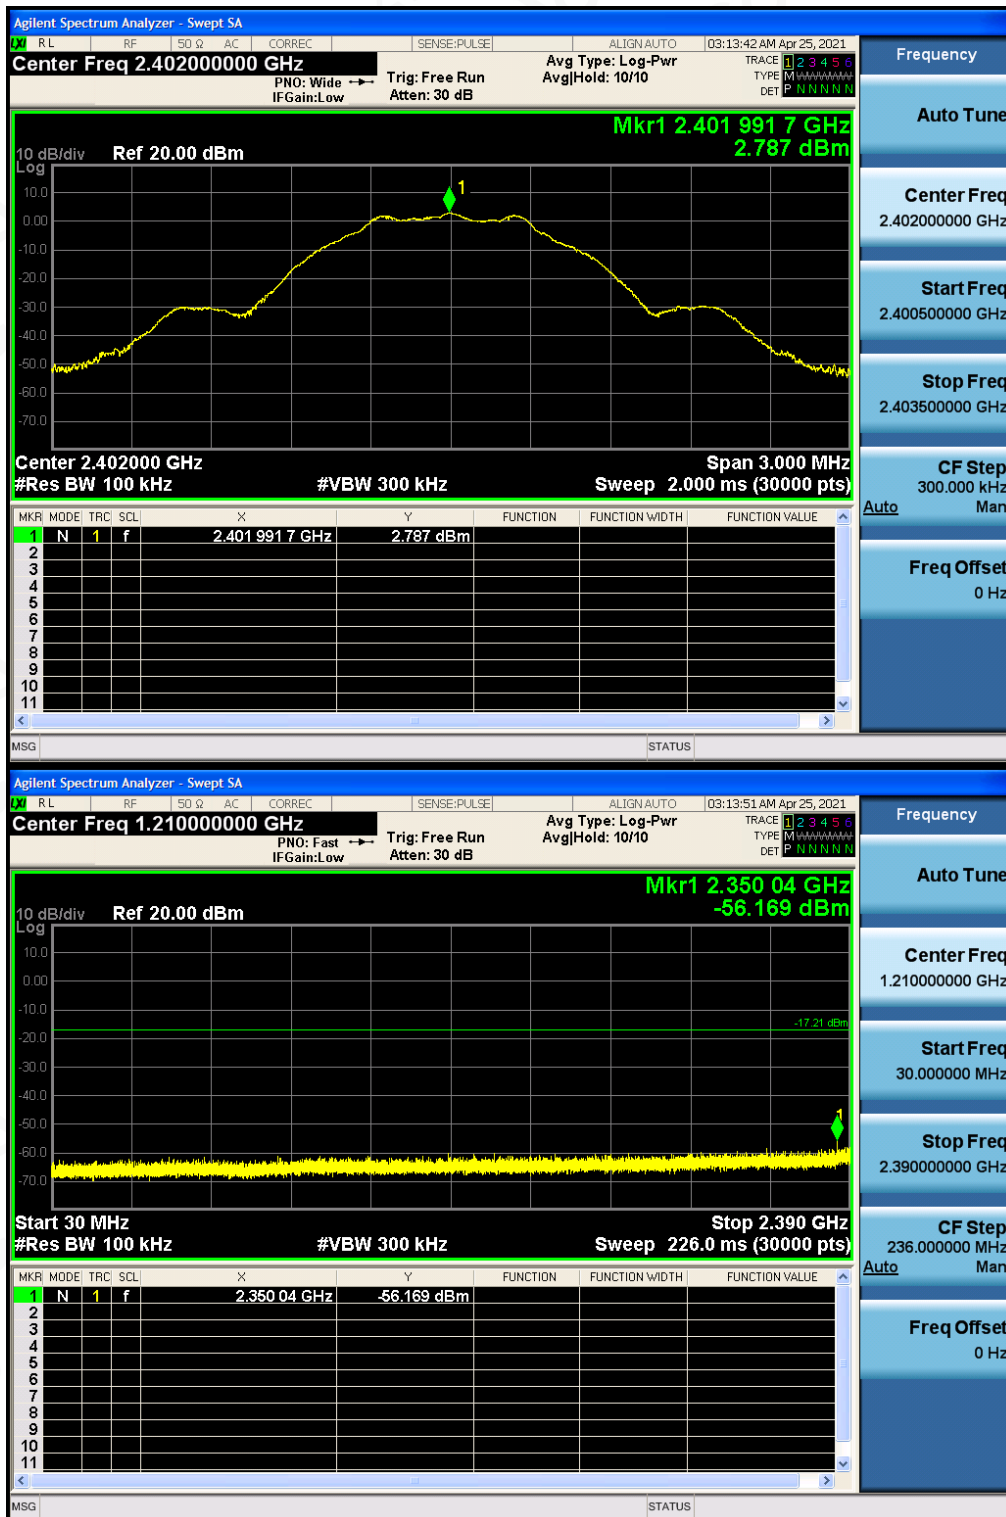 Agilent Spectrum Analyzer - Swept SA
LXI RL RF 50 Ω AC CORREC SENSE:PULSE ALIGN AUTO 03:13:42 AM Apr 25, 2021
Center Freq 2.402000000 GHz
PNO: Wide
IFGain:Low
Trig: Free Run
Atten: 30 dB
Avg Type: Log-Pwr
Avg|Hold: 10/10
TRACE 1 2 3 4 5 6
TYPE M
DET P N N N N N
Mkr1 2.401 991 7 GHz
2.787 dBm
10 dB/div Ref 20.00 dBm
Log
10.0
0.00
-10.0
-20.0
-30.0
-40.0
-50.0
-60.0
-70.0
1
Center 2.402000 GHz Span 3.000 MHz
#Res BW 100 kHz #VBW 300 kHz Sweep 2.000 ms (30000 pts)
MKR MODE TRC SCL X Y FUNCTION FUNCTION WIDTH FUNCTION VALUE
1 N 1 f 2.401 991 7 GHz 2.787 dBm
2
3
4
5
6
7
8
9
10
11
MSG STATUS
Frequency
Auto Tune
Center Freq
2.402000000 GHz
Start Freq
2.400500000 GHz
Stop Freq
2.403500000 GHz
CF Step
300.000 kHz
Auto Man
Freq Offset
0 Hz
Agilent Spectrum Analyzer - Swept SA
LXI RL RF 50 Ω AC CORREC SENSE:PULSE ALIGN AUTO 03:13:51 AM Apr 25, 2021
Center Freq 1.210000000 GHz
PNO: Fast
IFGain:Low
Trig: Free Run
Atten: 30 dB
Avg Type: Log-Pwr
Avg|Hold: 10/10
TRACE 1 2 3 4 5 6
TYPE M
DET P N N N N N
Mkr1 2.350 04 GHz
-56.169 dBm
10 dB/div Ref 20.00 dBm
Log
10.0
0.00
-10.0
-20.0
-30.0
-40.0
-50.0
-60.0
-70.0
-17.21 dBm
1
Start 30 MHz Stop 2.390 GHz
#Res BW 100 kHz #VBW 300 kHz Sweep 226.0 ms (30000 pts)
MKR MODE TRC SCL X Y FUNCTION FUNCTION WIDTH FUNCTION VALUE
1 N 1 f 2.350 04 GHz -56.169 dBm
2
3
4
5
6
7
8
9
10
11
MSG STATUS
Frequency
Auto Tune
Center Freq
1.210000000 GHz
Start Freq
30.000000 MHz
Stop Freq
2.390000000 GHz
CF Step
236.000000 MHz
Auto Man
Freq Offset
0 Hz